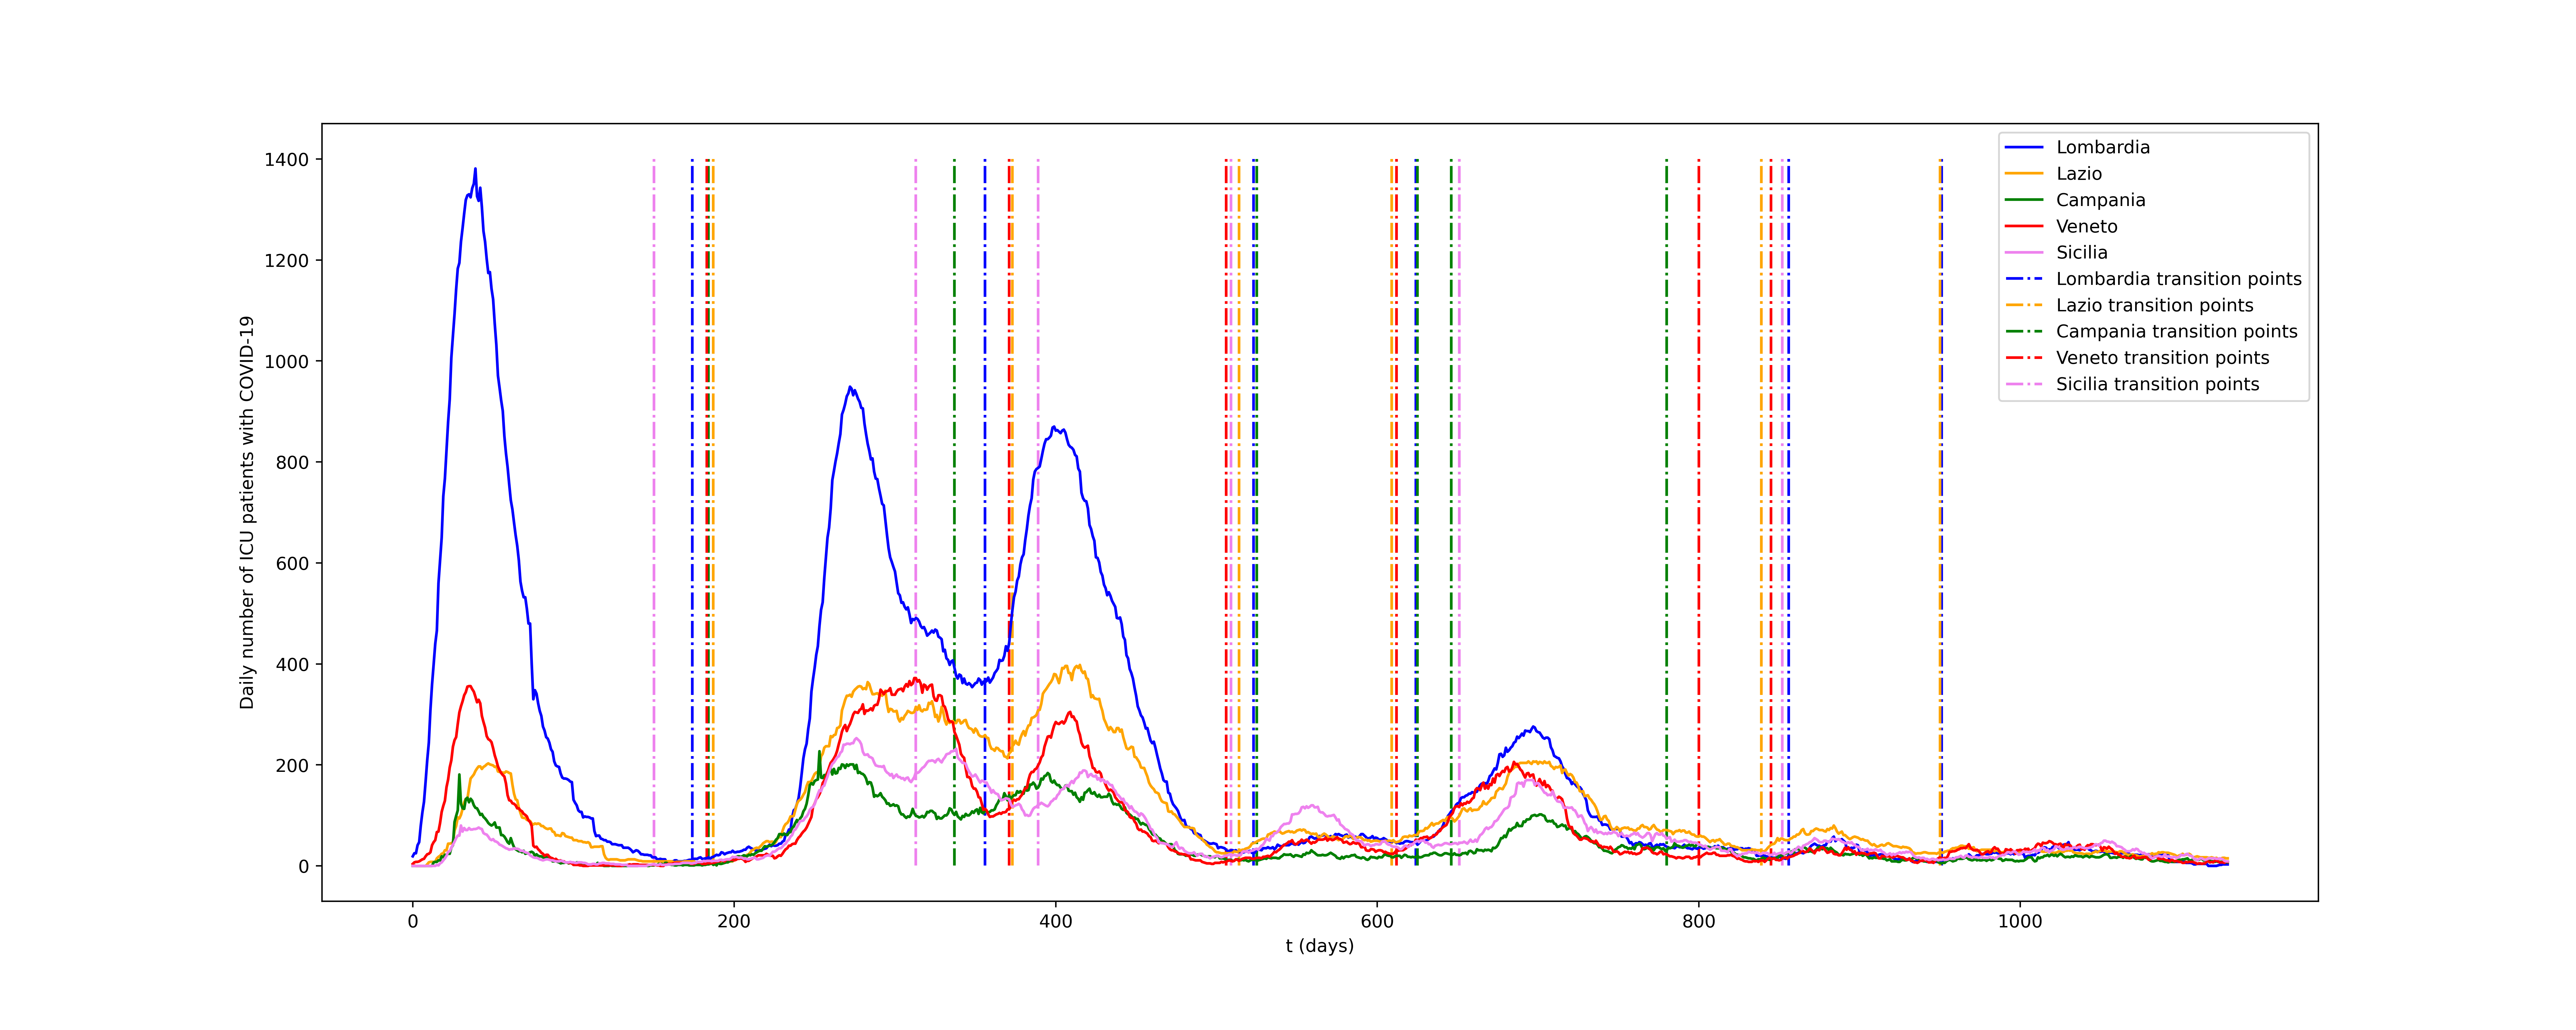 1400
1200
1000
800
600
400
200
0
Daily number of ICU patients with COVID-19
Lombardia
Lazio
Campania
Veneto
Sicilia
Lombardia transition points
Lazio transition points
Campania transition points
Veneto transition points
Sicilia transition points
0 200 400 600 800 1000
t (days)